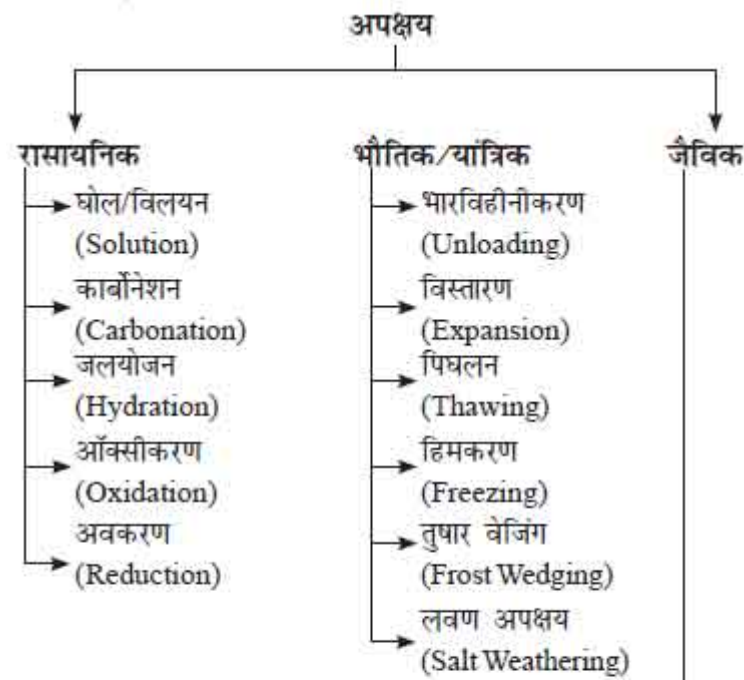 अपक्षय
रासायनिक
घोल/विलयन
(Solution)
कार्बोनेशन
(Carbonation)
जलयोजन
(Hydration)
ऑक्सीकरण
(Oxidation)
अवकरण
(Reduction)
भौतिक/यांत्रिक
भारविहीनीकरण
(Unloading)
विस्तारण
(Expansion)
पिघलन
(Thawing)
हिमकरण
(Freezing)
तुषार वेजिंग
(Frost Wedging)
लवण अपक्षय
(Salt Weathering)
जैविक